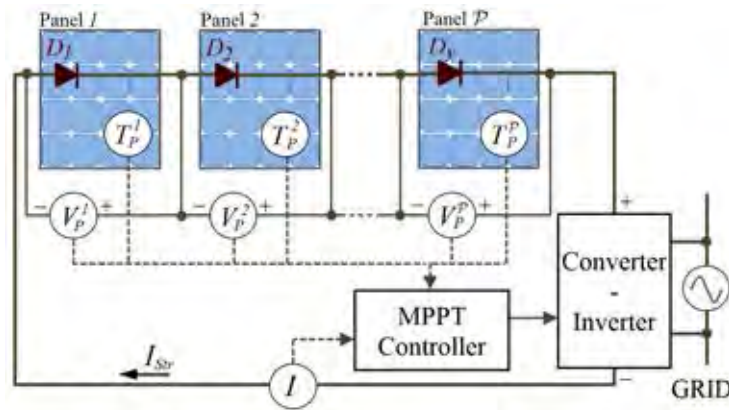 Panel 1 Panel 2 Panel P
D1 D2 Dy
T_P^1 T_P^2 T_P^P
− V_P^1 + − V_P^2 + − V_P^P +
+
Converter
-
Inverter
MPPT
Controller
I_Str
I
−
GRID